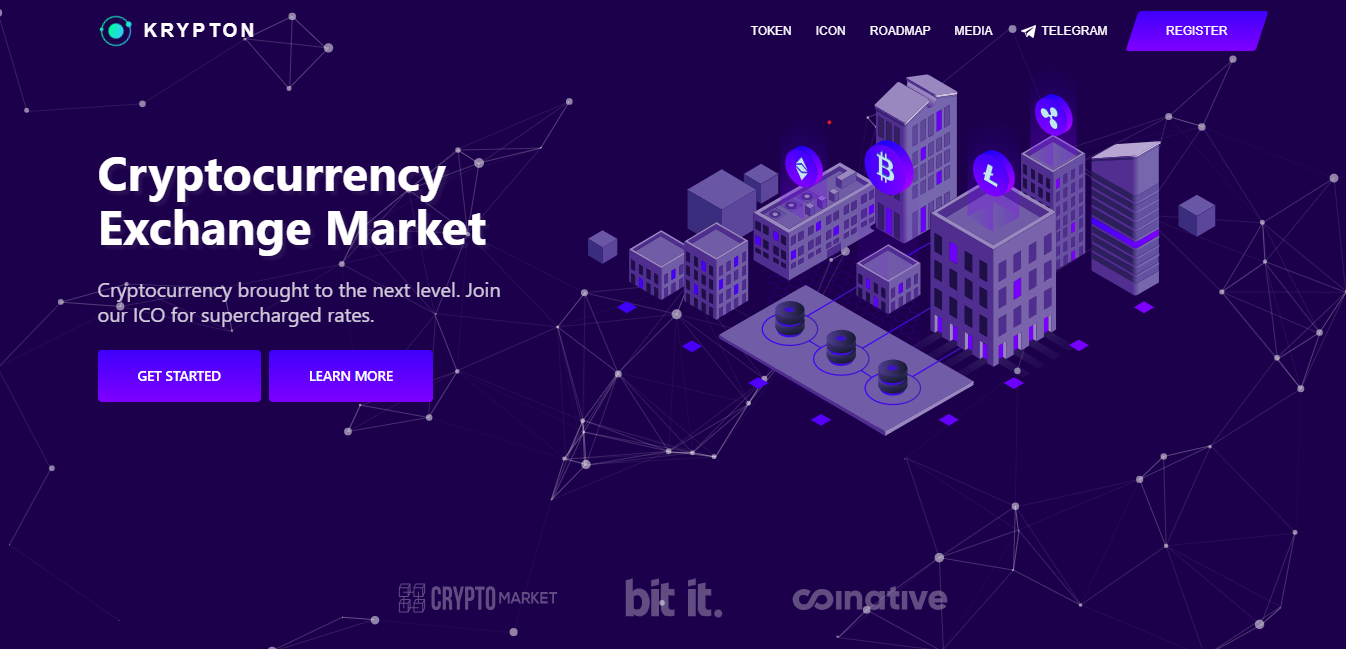 KRYPTON
TOKEN ICON ROADMAP MEDIA TELEGRAM REGISTER
Cryptocurrency
Exchange Market
Cryptocurrency brought to the next level. Join
our ICO for supercharged rates.
GET STARTED LEARN MORE
CRYPTO MARKET bit it. coinative